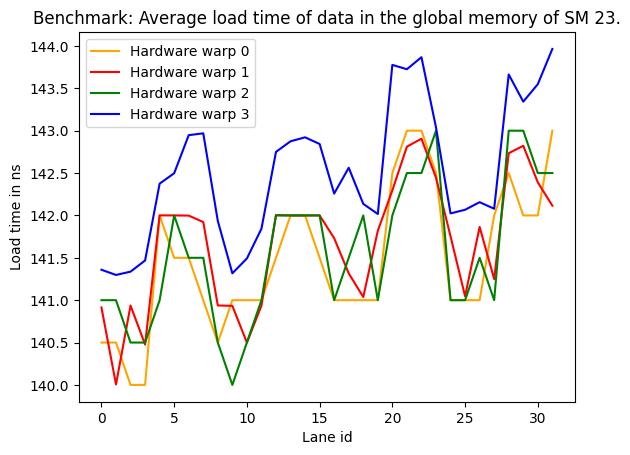 Benchmark: Average load time of data in the global memory of SM 23.
Hardware warp 0
Hardware warp 1
Hardware warp 2
Hardware warp 3
Load time in ns
144.0
143.5
143.0
142.5
142.0
141.5
141.0
140.5
140.0
0 5 10 15 20 25 30
Lane id